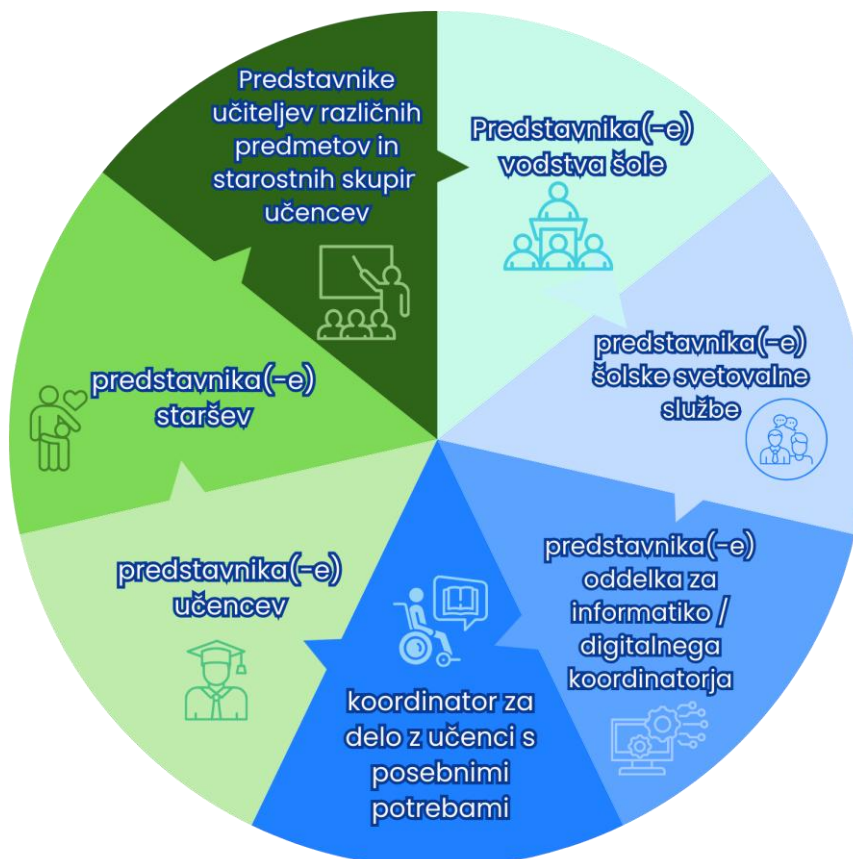 Predstavnike
učiteljev različnih
predmetov in
starostnih skupin
učencev
Predstavnika(-e)
vodstva šole
predstavnika(-e)
šolske svetovalne
službe
predstavnika(-e)
oddelka za
informatiko /
digitalnega
koordinatorja
koordinator za
delo z učenci s
posebnimi
potrebami
predstavnika(-e)
učencev
predstavnika(-e)
staršev